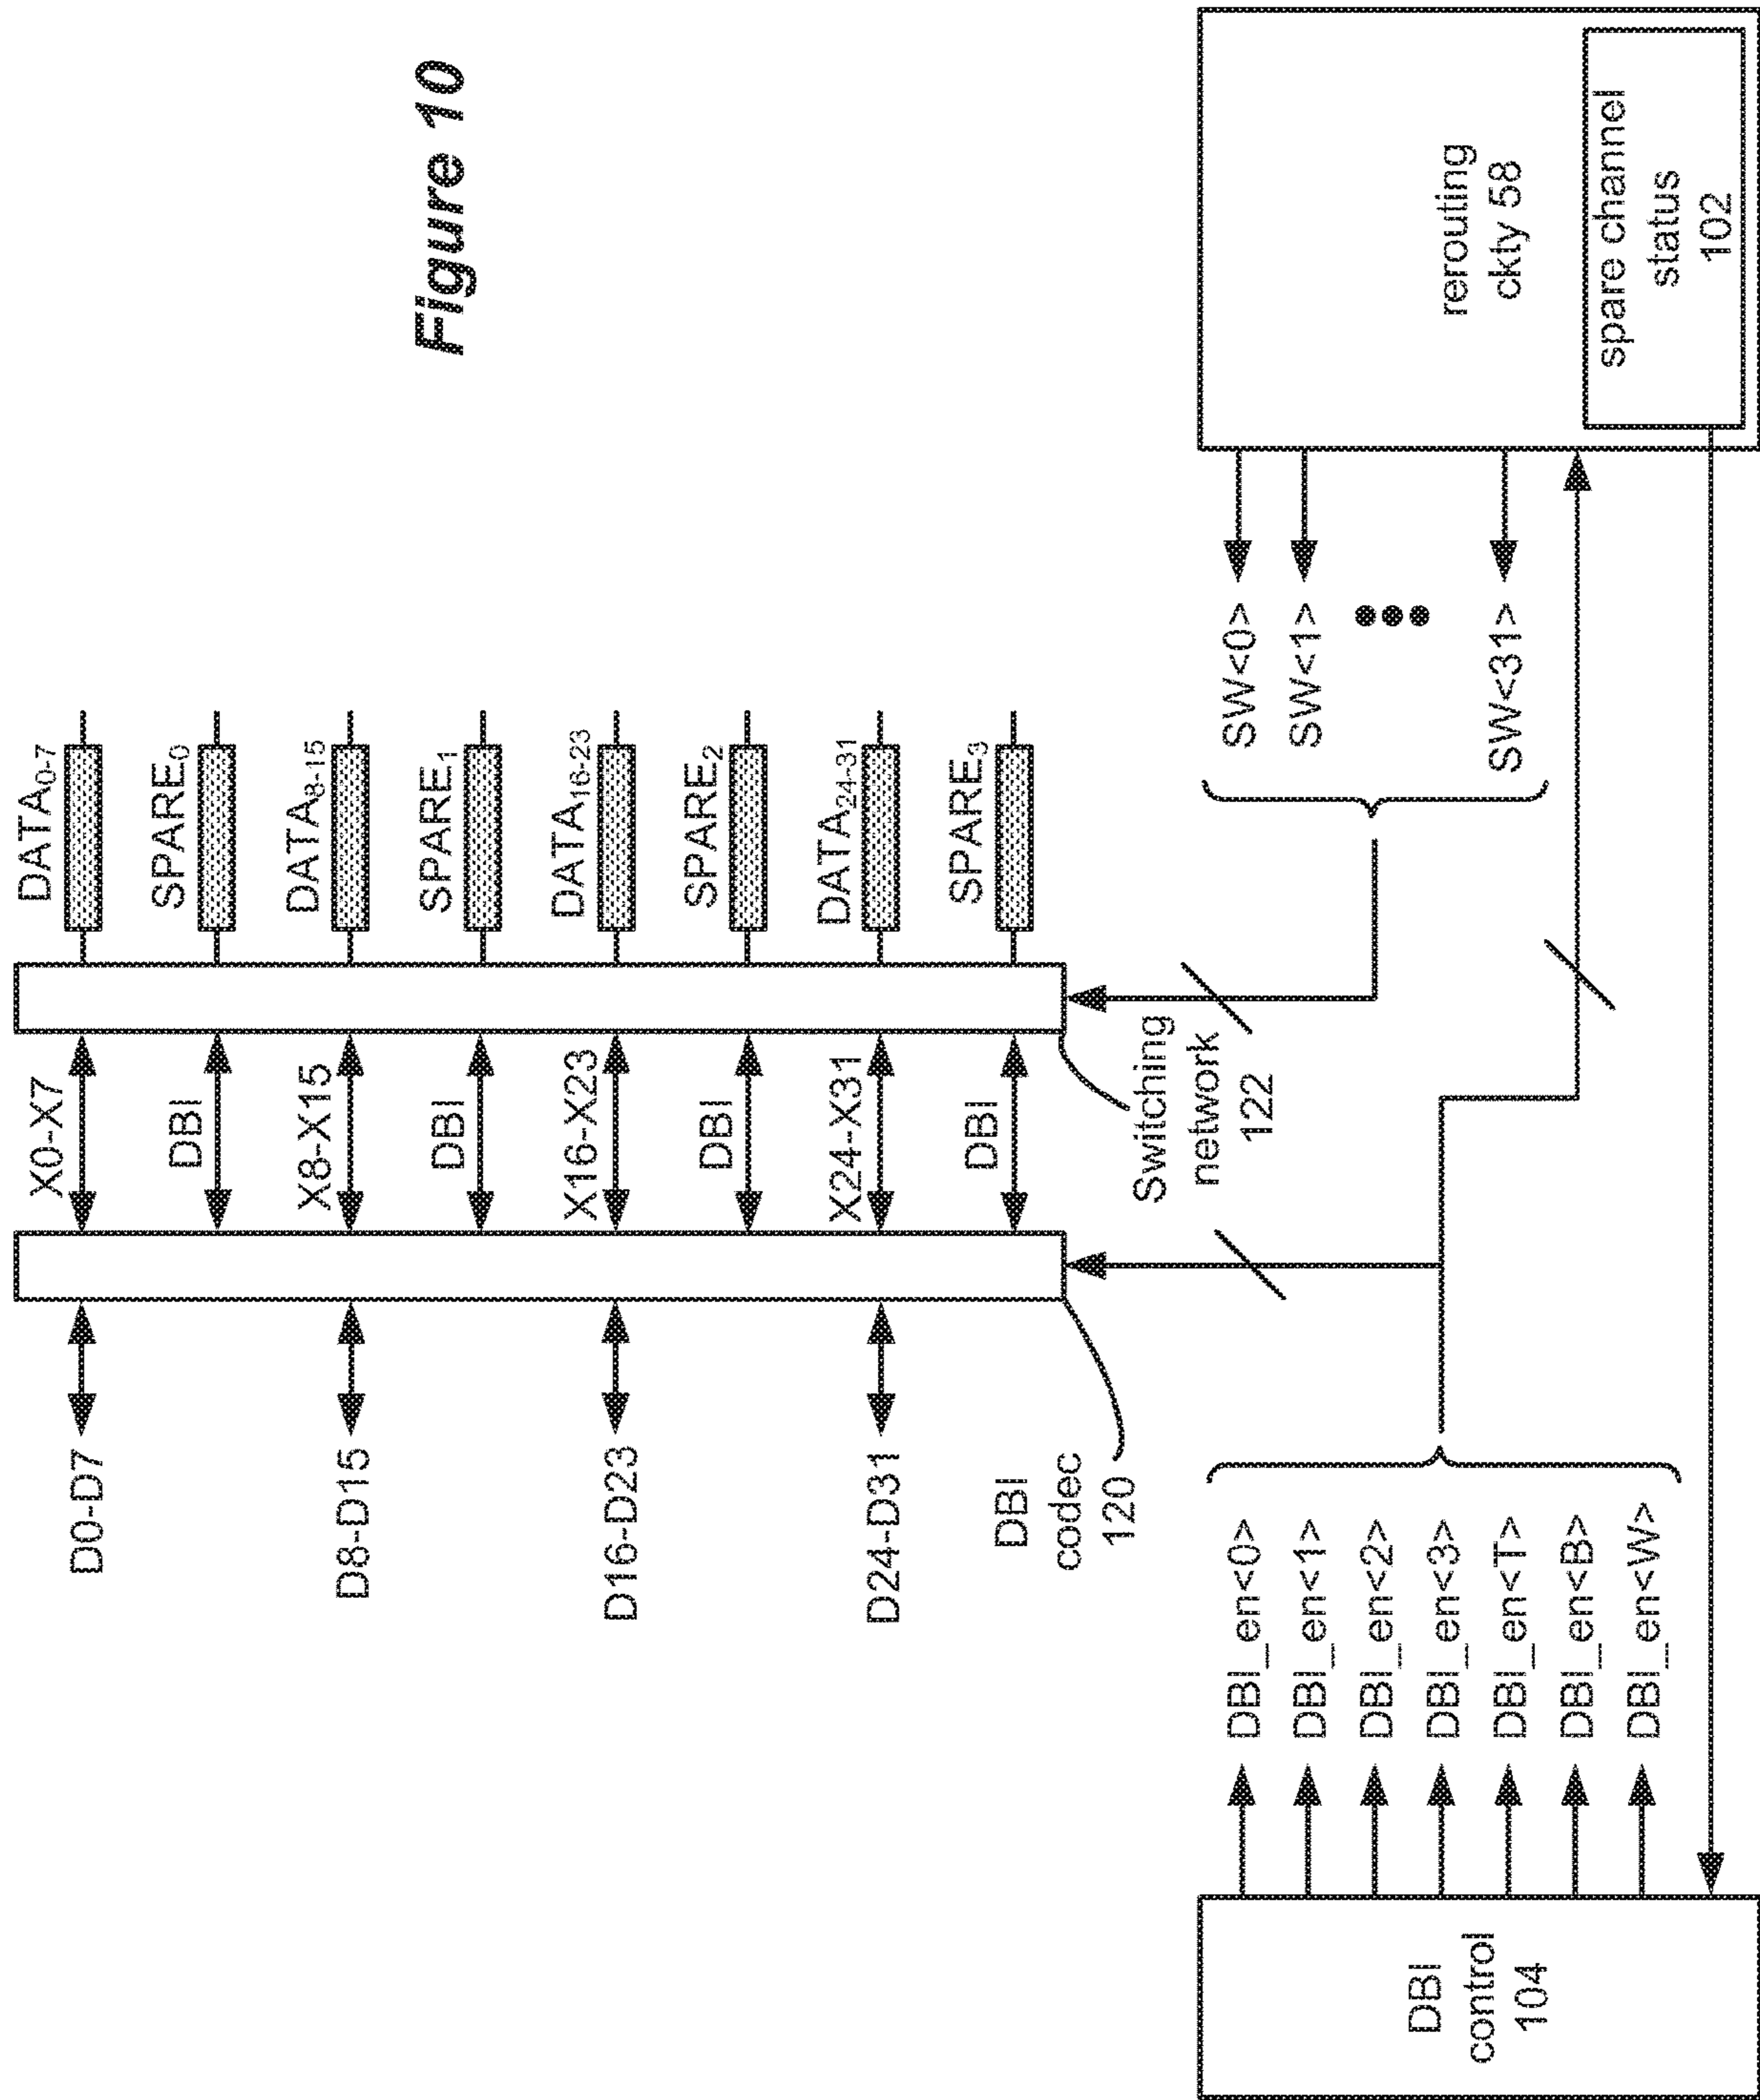 D0-D7
D8-D15
D16-D23
D24-D31
DBI
codec
120
X0-X7
DBI
X8-X15
DBI
X16-X23
DBI
X24-X31
DBI
Switching
network
122
DATA0-7
SPARE0
DATA8-15
SPARE1
DATA16-23
SPARE2
DATA24-31
SPARE3
Figure 10
DBI
control
104
DBI_en<0>
DBI_en<1>
DBI_en<2>
DBI_en<3>
DBI_en<T>
DBI_en<B>
DBI_en<W>
SW<0>
SW<1>
SW<31>
rerouting
ckty 58
spare channel
status
102